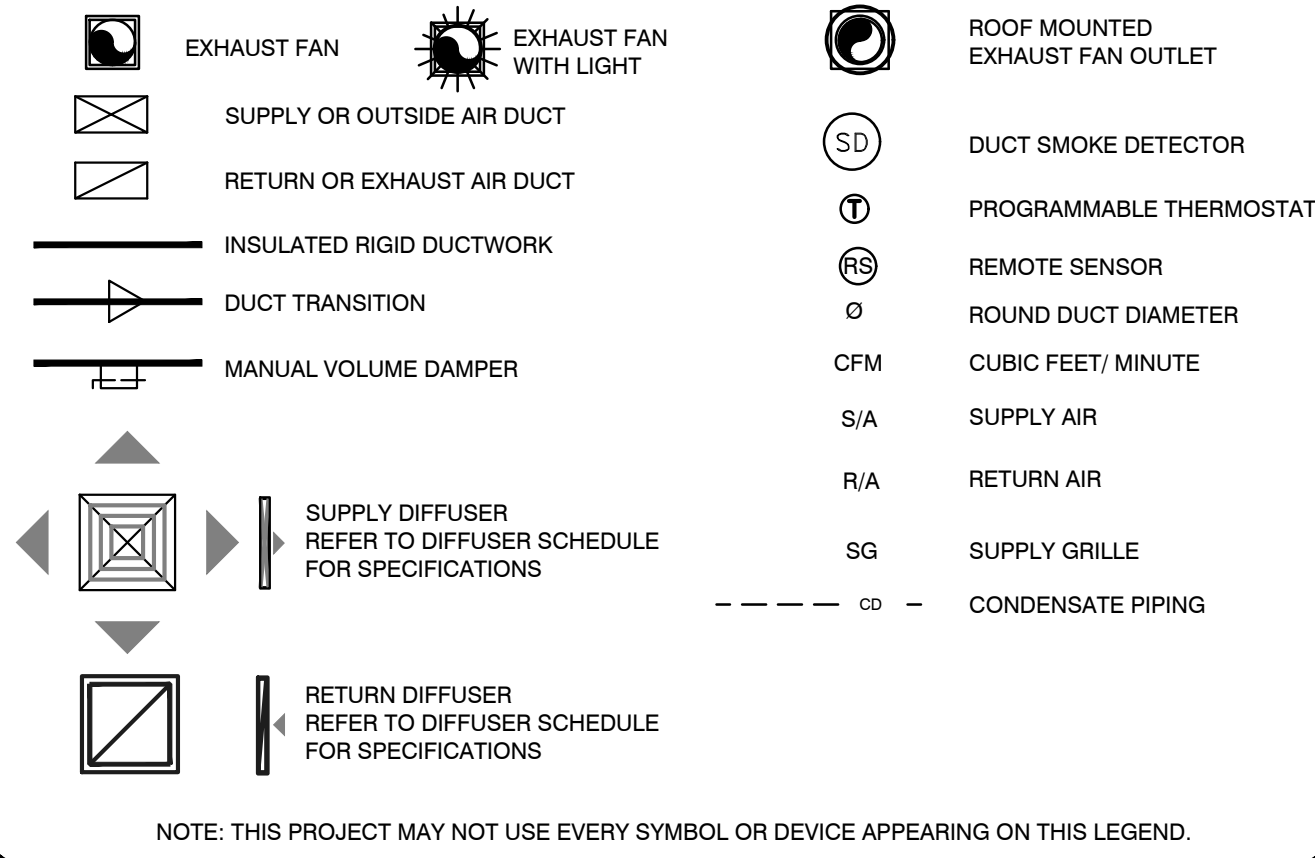 EXHAUST FAN
EXHAUST FAN
WITH LIGHT
SUPPLY OR OUTSIDE AIR DUCT
RETURN OR EXHAUST AIR DUCT
INSULATED RIGID DUCTWORK
DUCT TRANSITION
MANUAL VOLUME DAMPER
SUPPLY DIFFUSER
REFER TO DIFFUSER SCHEDULE
FOR SPECIFICATIONS
RETURN DIFFUSER
REFER TO DIFFUSER SCHEDULE
FOR SPECIFICATIONS
ROOF MOUNTED
EXHAUST FAN OUTLET
SD DUCT SMOKE DETECTOR
T PROGRAMMABLE THERMOSTAT
RS REMOTE SENSOR
Ø ROUND DUCT DIAMETER
CFM CUBIC FEET/ MINUTE
S/A SUPPLY AIR
R/A RETURN AIR
SG SUPPLY GRILLE
CD CONDENSATE PIPING
NOTE: THIS PROJECT MAY NOT USE EVERY SYMBOL OR DEVICE APPEARING ON THIS LEGEND.